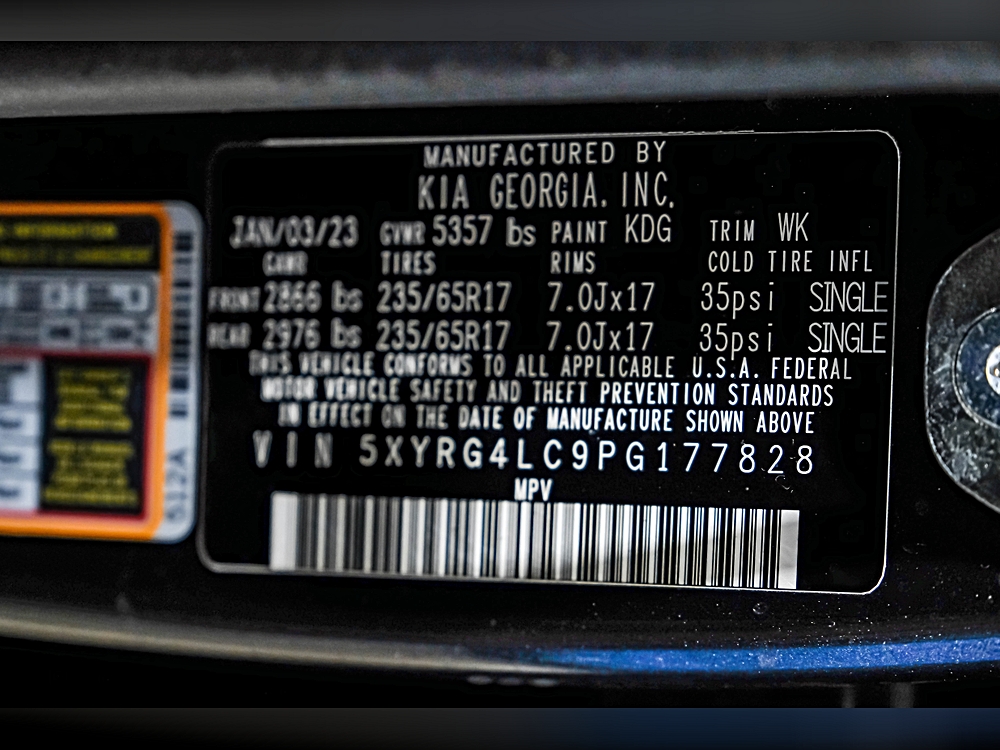 MANUFACTURED BY
KIA GEORGIA, INC.
JAN/03/23 GVWR 5357 lbs PAINT KDG TRIM WK
GAWR TIRES RIMS COLD TIRE INFL
FRONT 2866 lbs 235/65R17 7.0Jx17 35psi SINGLE
REAR 2976 lbs 235/65R17 7.0Jx17 35psi SINGLE
THIS VEHICLE CONFORMS TO ALL APPLICABLE U.S.A. FEDERAL
MOTOR VEHICLE SAFETY AND THEFT PREVENTION STANDARDS
IN EFFECT ON THE DATE OF MANUFACTURE SHOWN ABOVE
VIN 5XYRG4LC9PG177828
MPV